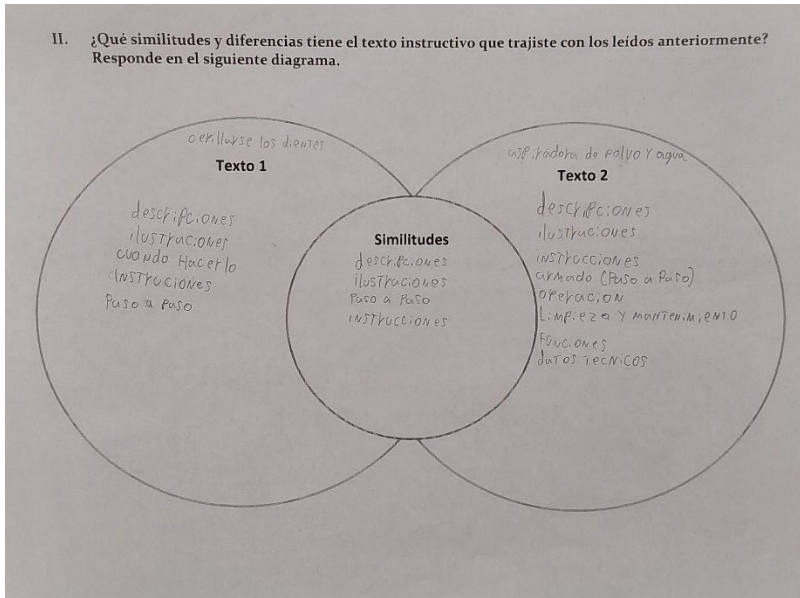 II. ¿Qué similitudes y diferencias tiene el texto instructivo que trajiste con los leídos anteriormente?
Responde en el siguiente diagrama.
cerillarse los dientes
Texto 1
descripciones
ilustraciones
cuando Hacerlo
instruciones
Paso a Paso
Similitudes
descripciones
ilustraciones
Paso a Paso
instrucciones
aspiradora de polvo y agua
Texto 2
descripciones
ilustraciones
instrucciones
armado (Paso a Paso)
operacion
Limpieza y mantenimiento
Funciones
datos Tecnicos